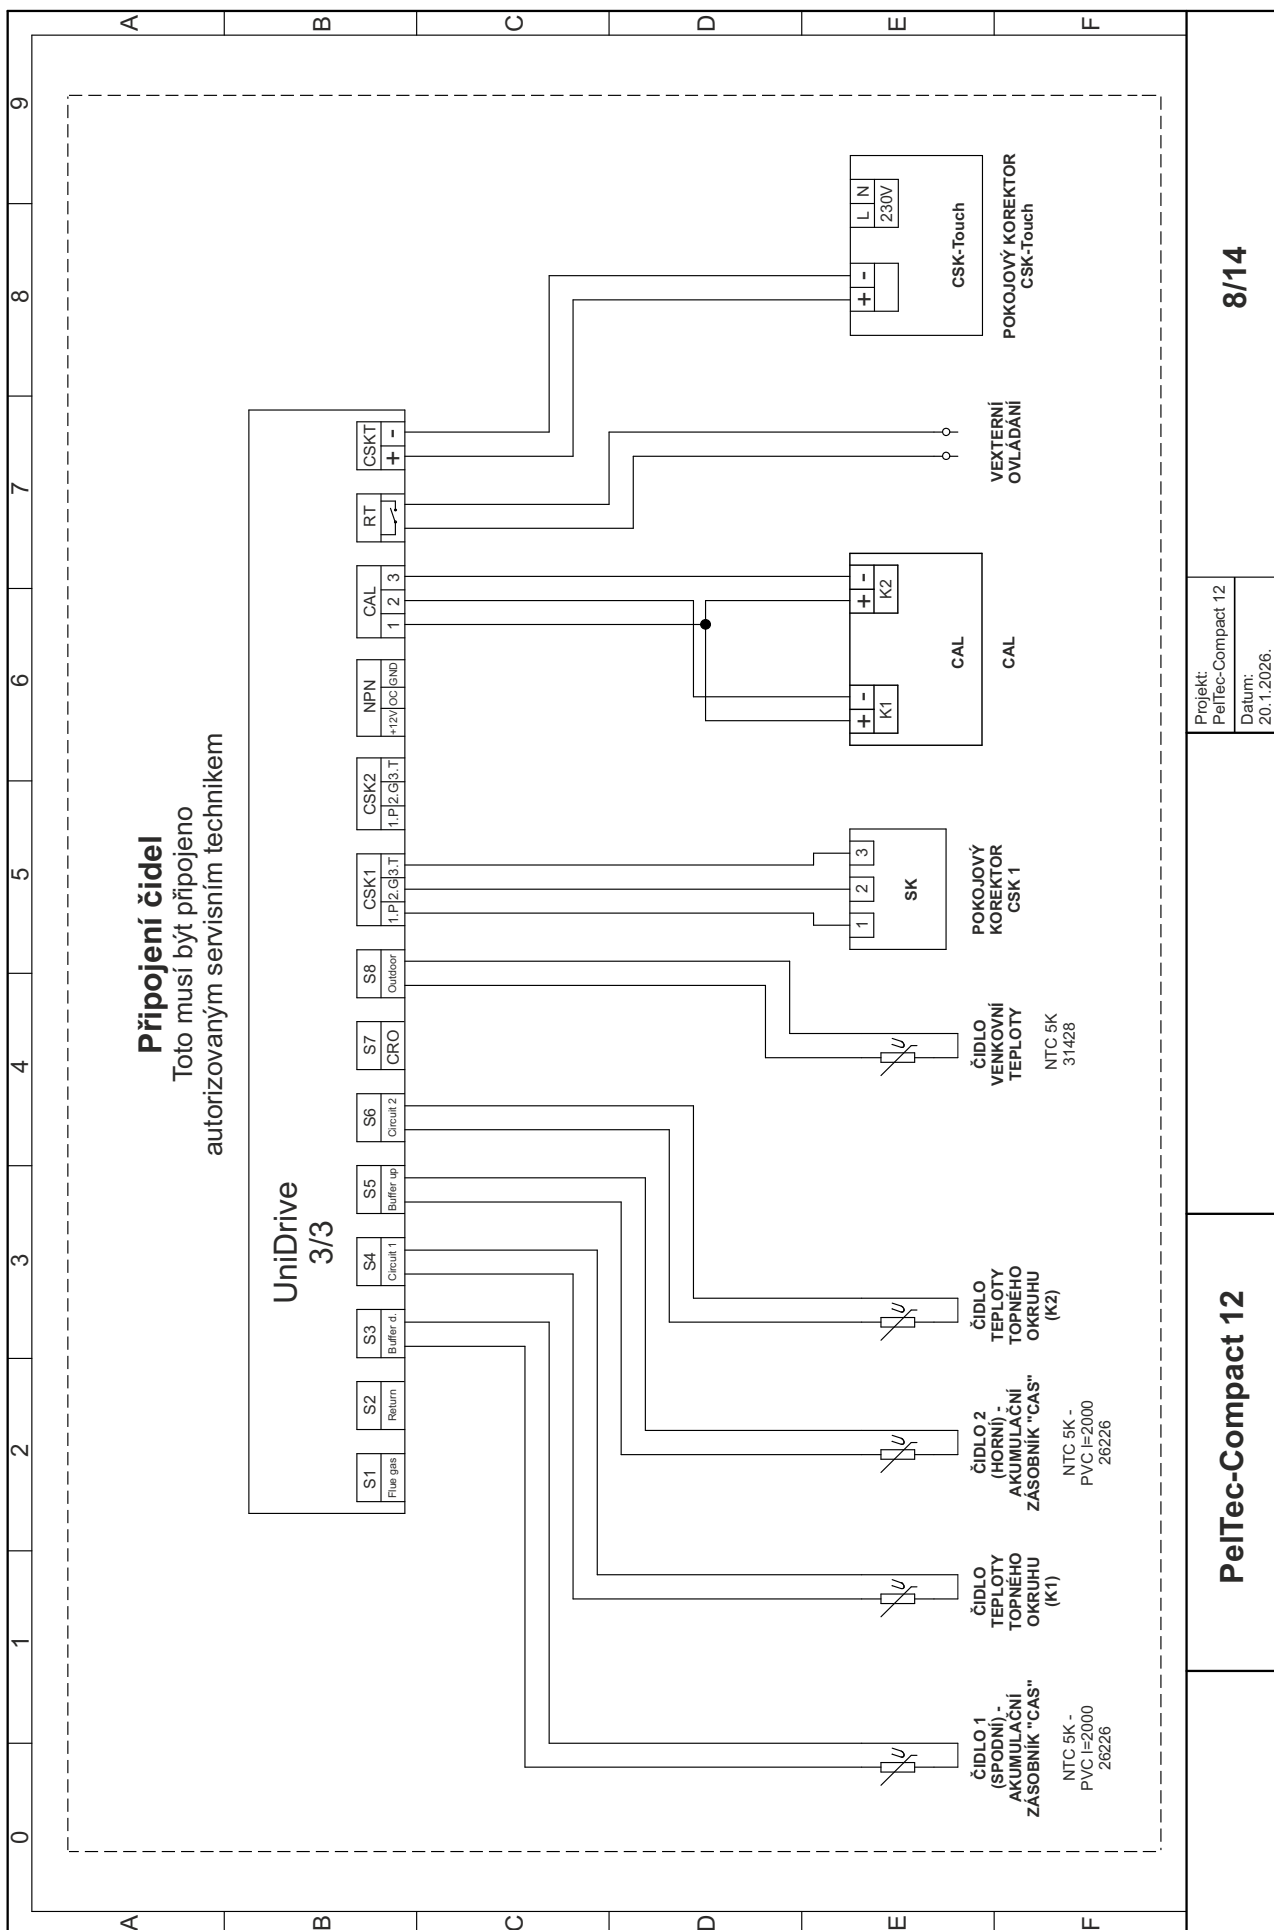 0 1 2 3 4 5 6 7 8 9
A
B
C
D
E
F
A
B
C
D
E
F
Připojení čidel
Toto musí být připojeno
autorizovaným servisním technikem
UniDrive
3/3
S1
Flue gas
S2
Return
S3
Buffer d.
S4
Circuit 1
S5
Buffer up
S6
Circuit 2
S7
CRO
S8
Outdoor
CSK1
1.P 2.G 3.T
CSK2
1.P 2.G 3.T
NPN
+12V OC GND
CAL
1 2 3
RT
CSKT
+ -
U
U
U
U
U
1 2 3
SK
+ -
K1
+ -
K2
CAL
+ -
L N
230V
CSK-Touch
ČIDLO 1
(SPODNÍ) -
AKUMULAČNÍ
ZÁSOBNÍK "CAS"
NTC 5K -
PVC l=2000
26226
ČIDLO
TEPLOTY
TOPNÉHO
OKRUHU
(K1)
ČIDLO 2
(HORNÍ) -
AKUMULAČNÍ
ZÁSOBNÍK "CAS"
NTC 5K -
PVC l=2000
26226
ČIDLO
TEPLOTY
TOPNÉHO
OKRUHU
(K2)
ČIDLO
VENKOVNÍ
TEPLOTY
NTC 5K
31428
POKOJOVÝ
KOREKTOR
CSK 1
CAL
VEXTERNÍ
OVLÁDÁNÍ
POKOJOVÝ KOREKTOR
CSK-Touch
PelTec-Compact 12
Projekt:
PelTec-Compact 12
Datum:
20.1.2026.
8/14